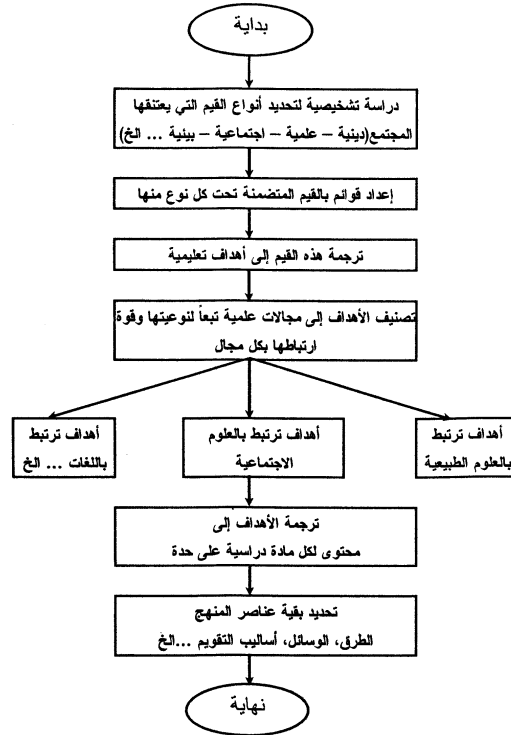 بداية
دراسة تشخيصية لتحديد أنواع القيم التي يعتنقها
المجتمع(دينية – علمية – اجتماعية – بينية ... الخ)
إعداد قوائم بالقيم المتضمنة تحت كل نوع منها
ترجمة هذه القيم إلى أهداف تعليمية
تصنيف الأهداف إلى مجالات علمية تبعاً لنوعيتها وقوة
ارتباطها بكل مجال
أهداف ترتبط
بالعلوم الطبيعية
أهداف ترتبط بالعلوم
الاجتماعية
أهداف ترتبط
باللغات ... الخ
ترجمة الأهداف إلى
محتوى لكل مادة دراسية على حدة
تحديد بقية عناصر المنهج
الطرق، الوسائل، أساليب التقويم ...الخ
نهاية